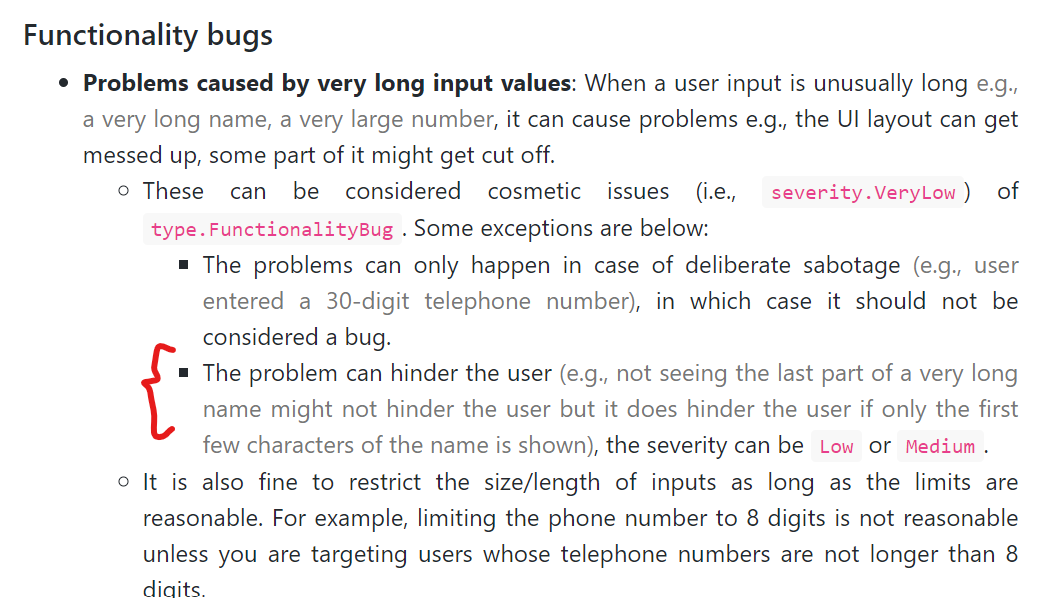 Functionality bugs
Problems caused by very long input values: When a user input is unusually long e.g.,
a very long name, a very large number, it can cause problems e.g., the UI layout can get
messed up, some part of it might get cut off.
These can be considered cosmetic issues (i.e., severity.VeryLow) of
type.FunctionalityBug. Some exceptions are below:
The problems can only happen in case of deliberate sabotage (e.g., user
entered a 30-digit telephone number), in which case it should not be
considered a bug.
The problem can hinder the user (e.g., not seeing the last part of a very long
name might not hinder the user but it does hinder the user if only the first
few characters of the name is shown), the severity can be Low or Medium.
It is also fine to restrict the size/length of inputs as long as the limits are
reasonable. For example, limiting the phone number to 8 digits is not reasonable
unless you are targeting users whose telephone numbers are not longer than 8
digits.